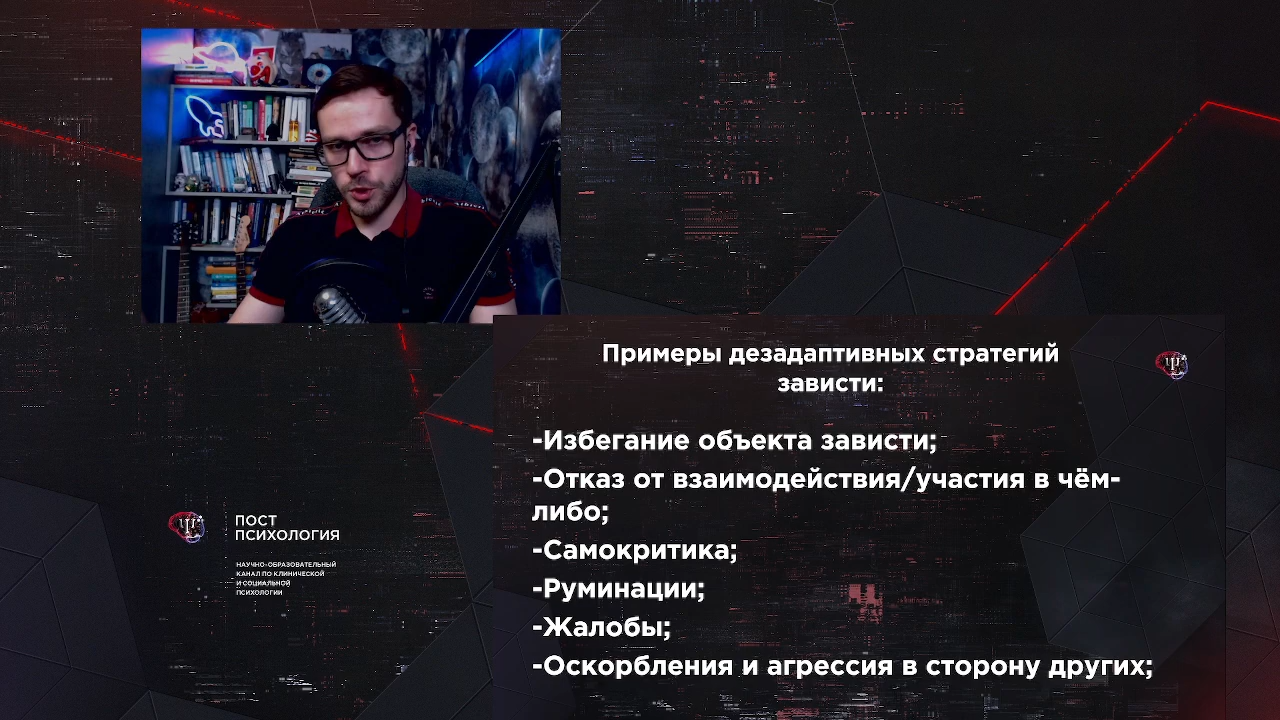 Примеры дезадаптивных стратегий
зависти:
-Избегание объекта зависти;
-Отказ от взаимодействия/участия в чём-
либо;
-Самокритика;
-Руминации;
-Жалобы;
-Оскорбления и агрессия в сторону других;
ПОСТ
ПСИХОЛОГИЯ
НАУЧНО-ОБРАЗОВАТЕЛЬНЫЙ
КАНАЛ ПО КЛИНИЧЕСКОЙ
И СОЦИАЛЬНОЙ
ПСИХОЛОГИИ